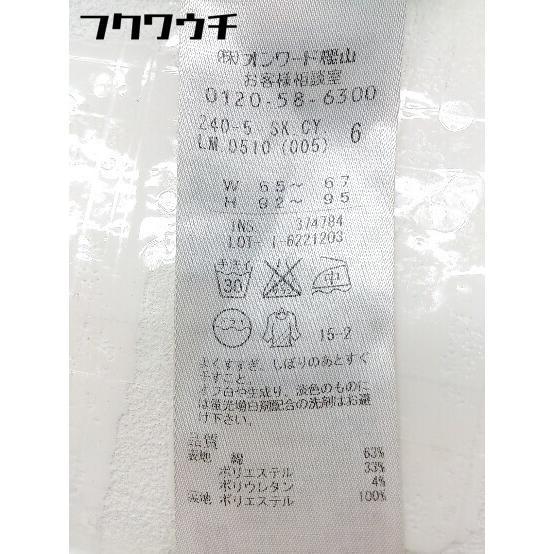 フクワウチ
(株)オンワード樫山
お客様相談室
0120-58-6300
240-5 SK CY. 6
LM 0510 (005)
W 65～ 67
H 92～ 95
INS. 374784
LOT- 1-6221203
30
中
15-2
よくすすぎ、しぼりのあとすぐ
干すこと。
オフ白や生成り、淡色のものに
は蛍光増白剤配合の洗剤はお避
け下さい。
品質
表地 綿 63%
ポリエステル 33%
ポリウレタン 4%
裏地 ポリエステル 100%